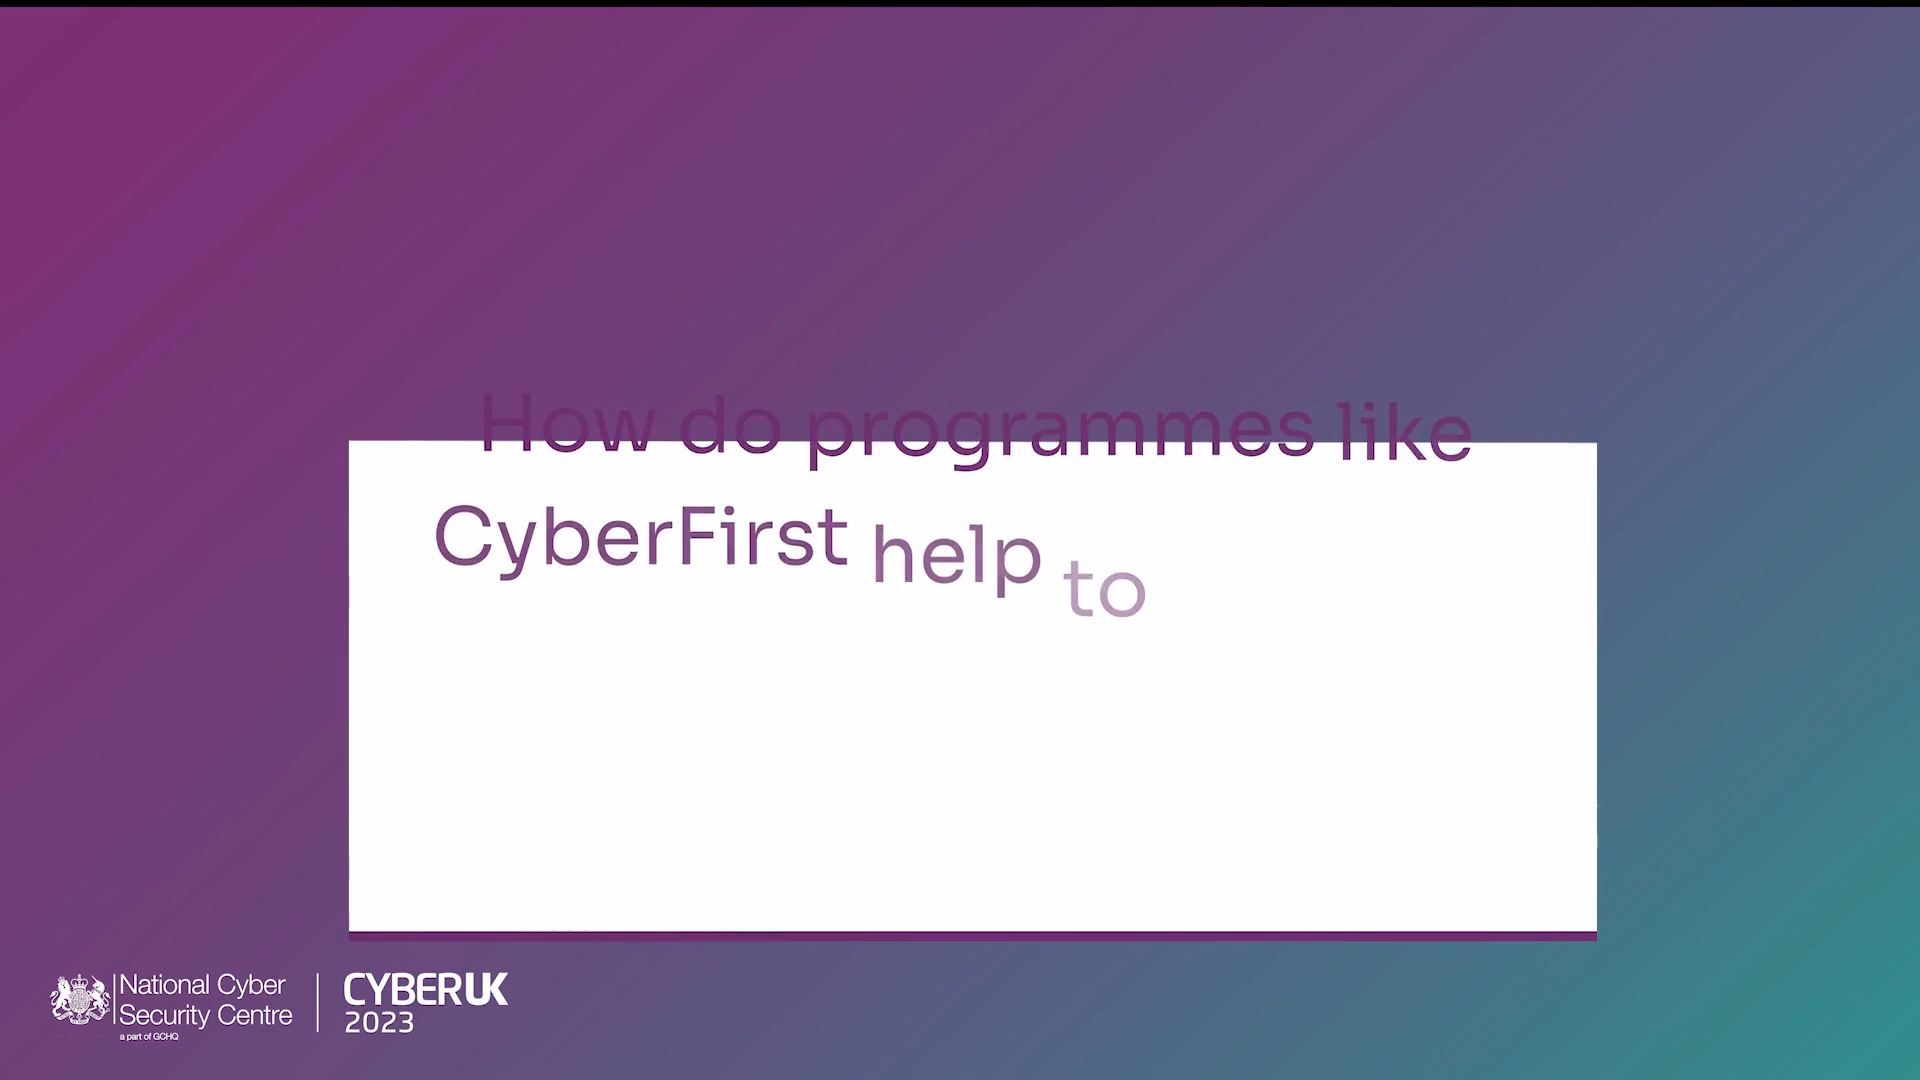 How do programmes like
CyberFirst help to
National Cyber
Security Centre
a part of GCHQ
CYBERUK
2023